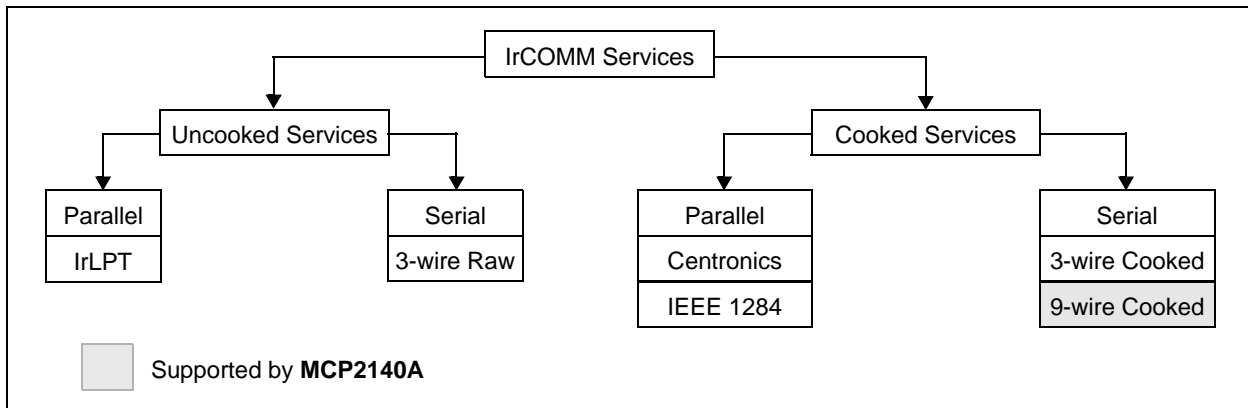 IrCOMM Services
Uncooked Services
Cooked Services
Parallel
IrLPT
Serial
3-wire Raw
Parallel
Centronics
IEEE 1284
Serial
3-wire Cooked
9-wire Cooked
Supported by MCP2140A